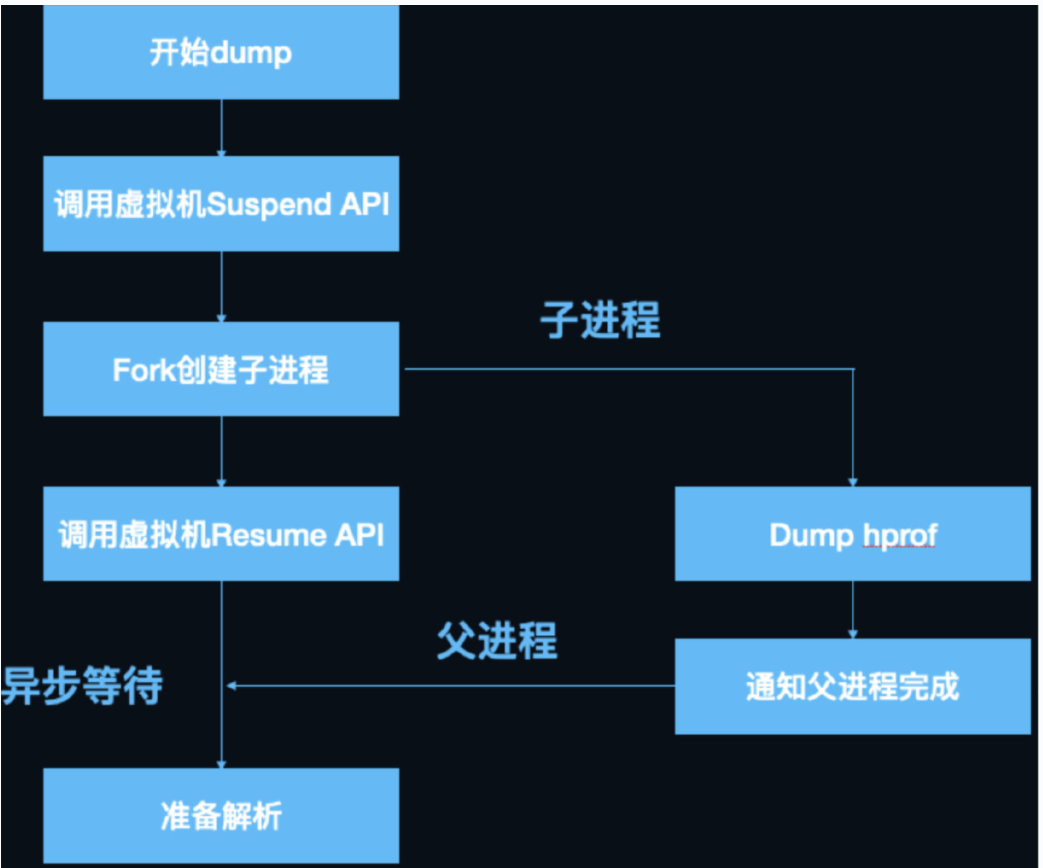 开始dump
调用虚拟机Suspend API
子进程
Fork创建子进程
调用虚拟机Resume API
Dump hprof
父进程
异步等待
通知父进程完成
准备解析